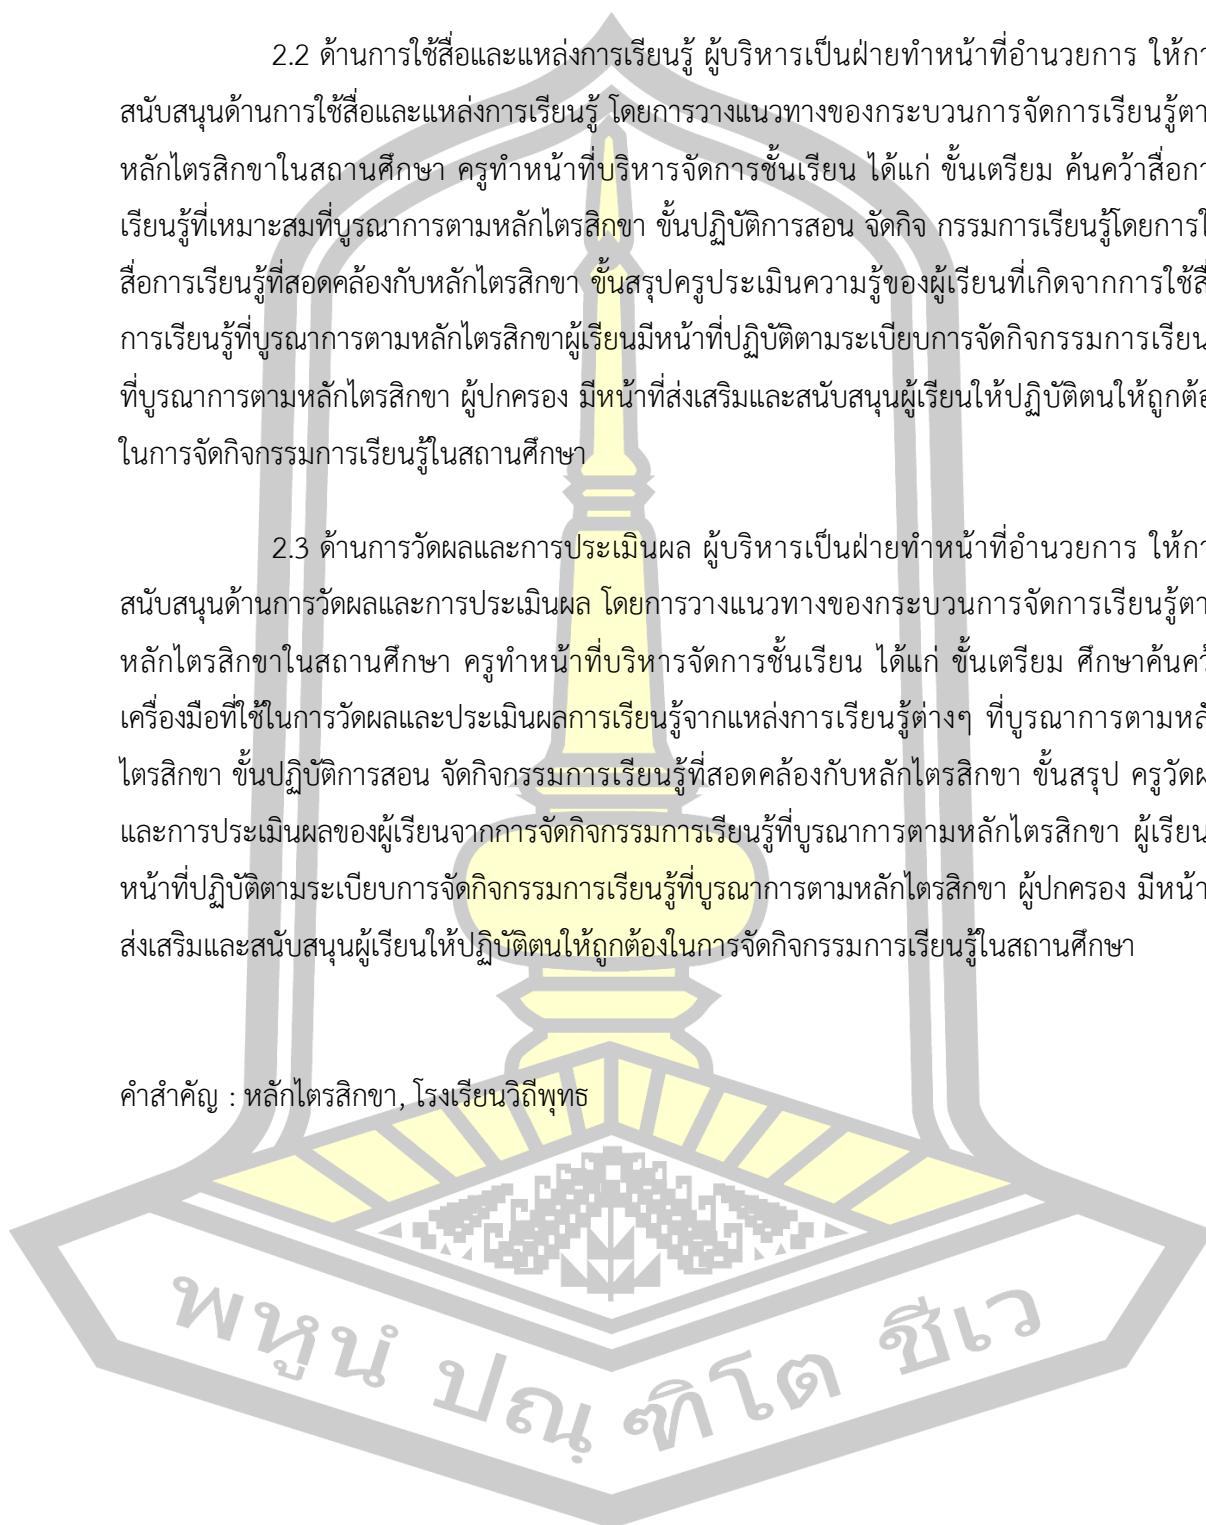 2.2 ด้านการใช้สื่อและแหล่งการเรียนรู้ ผู้บริหารเป็นฝ่ายทำหน้าที่อำนวยการ ให้กา
สนับสนุนด้านการใช้สื่อและแหล่งการเรียนรู้ โดยการวางแนวทางของกระบวนการจัดการเรียนรู้ตา
หลักไตรสิกขาในสถานศึกษา ครูทำหน้าที่บริหารจัดการชั้นเรียน ได้แก่ ขั้นเตรียม ค้นคว้าสื่อกา
เรียนรู้ที่เหมาะสมที่บูรณาการตามหลักไตรสิกขา ขั้นปฏิบัติการสอน จัดกิจ กรรมการเรียนรู้โดยการใ
สื่อการเรียนรู้ที่สอดคล้องกับหลักไตรสิกขา ขั้นสรุปครูประเมินความรู้ของผู้เรียนที่เกิดจากการใช้สื
การเรียนรู้ที่บูรณาการตามหลักไตรสิกขาผู้เรียนมีหน้าที่ปฏิบัติตามระเบียบการจัดกิจกรรมการเรียน
ที่บูรณาการตามหลักไตรสิกขา ผู้ปกครอง มีหน้าที่ส่งเสริมและสนับสนุนผู้เรียนให้ปฏิบัติตนให้ถูกต้อ
ในการจัดกิจกรรมการเรียนรู้ในสถานศึกษา
2.3 ด้านการวัดผลและการประเมินผล ผู้บริหารเป็นฝ่ายทำหน้าที่อำนวยการ ให้กา
สนับสนุนด้านการวัดผลและการประเมินผล โดยการวางแนวทางของกระบวนการจัดการเรียนรู้ตา
หลักไตรสิกขาในสถานศึกษา ครูทำหน้าที่บริหารจัดการชั้นเรียน ได้แก่ ขั้นเตรียม ศึกษาค้นคว้
เครื่องมือที่ใช้ในการวัดผลและประเมินผลการเรียนรู้จากแหล่งการเรียนรู้ต่างๆ ที่บูรณาการตามหลั
ไตรสิกขา ขั้นปฏิบัติการสอน จัดกิจกรรมการเรียนรู้ที่สอดคล้องกับหลักไตรสิกขา ขั้นสรุป ครูวัดผ
และการประเมินผลของผู้เรียนจากการจัดกิจกรรมการเรียนรู้ที่บูรณาการตามหลักไตรสิกขา ผู้เรียน
หน้าที่ปฏิบัติตามระเบียบการจัดกิจกรรมการเรียนรู้ที่บูรณาการตามหลักไตรสิกขา ผู้ปกครอง มีหน้า
ส่งเสริมและสนับสนุนผู้เรียนให้ปฏิบัติตนให้ถูกต้องในการจัดกิจกรรมการเรียนรู้ในสถานศึกษา
คำสำคัญ : หลักไตรสิกขา, โรงเรียนวิถีพุทธ
พหูนํ ปณฺฑิโต ชีเว